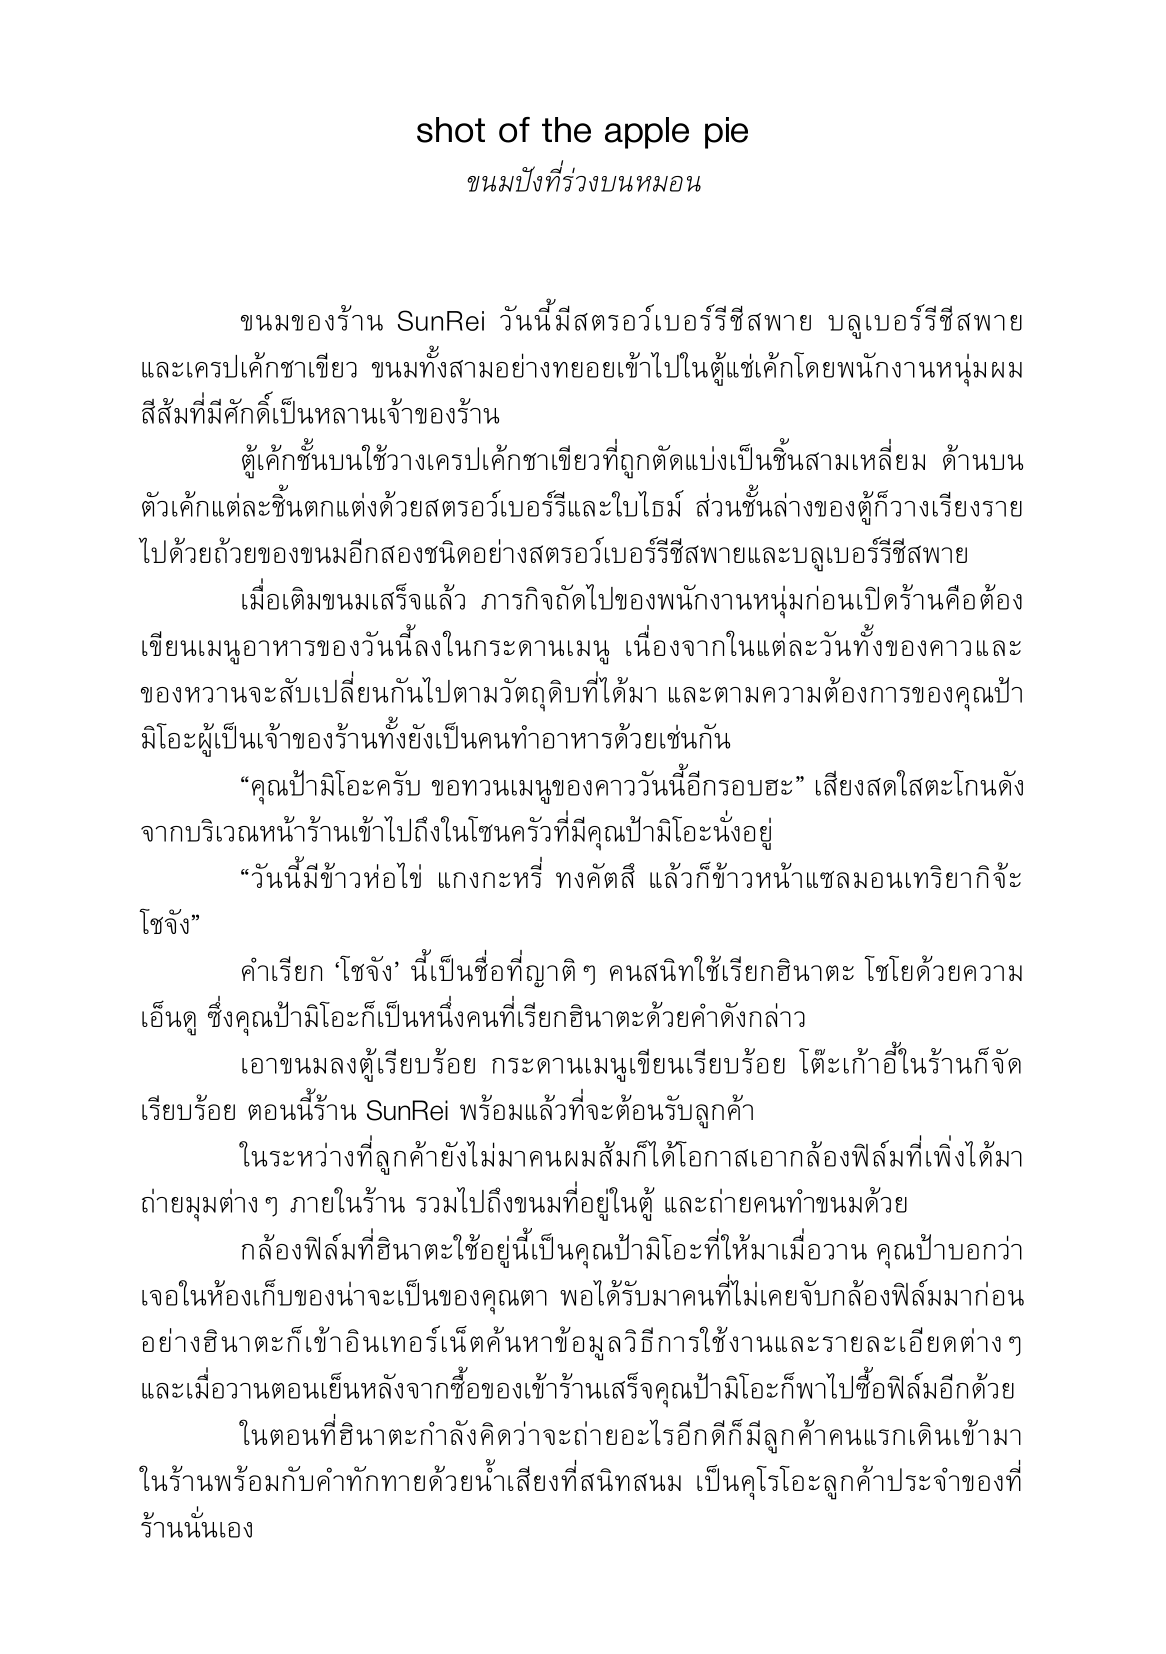 shot of the apple pie
ขนมปังที่ร่วงบนหมอน
ขนมของร้าน SunRei วันนี้มีสตรอว์เบอร์รีชีสพาย บลูเบอร์รีชีสพาย
และเครปเค้กชาเขียว ขนมทั้งสามอย่างทยอยเข้าไปในตู้แช่เค้กโดยพนักงานหนุ่มผม
สีส้มที่มีศักดิ์เป็นหลานเจ้าของร้าน
ตู้เค้กชั้นบนใช้วางเครปเค้กชาเขียวที่ถูกตัดแบ่งเป็นชิ้นสามเหลี่ยม ด้านบน
ตัวเค้กแต่ละชิ้นตกแต่งด้วยสตรอว์เบอร์รีและใบไธม์ ส่วนชั้นล่างของตู้ก็วางเรียงราย
ไปด้วยถ้วยของขนมอีกสองชนิดอย่างสตรอว์เบอร์รีชีสพายและบลูเบอร์รีชีสพาย
เมื่อเติมขนมเสร็จแล้ว ภารกิจถัดไปของพนักงานหนุ่มก่อนเปิดร้านคือต้อง
เขียนเมนูอาหารของวันนี้ลงในกระดานเมนู เนื่องจากในแต่ละวันทั้งของคาวและ
ของหวานจะสับเปลี่ยนกันไปตามวัตถุดิบที่ได้มา และตามความต้องการของคุณป้า
มิโอะผู้เป็นเจ้าของร้านทั้งยังเป็นคนทำอาหารด้วยเช่นกัน
“คุณป้ามิโอะครับ ขอทวนเมนูของคาววันนี้อีกรอบฮะ” เสียงสดใสตะโกนดัง
จากบริเวณหน้าร้านเข้าไปถึงในโซนครัวที่มีคุณป้ามิโอะนั่งอยู่
“วันนี้มีข้าวห่อไข่ แกงกะหรี่ ทงคัตสึ แล้วก็ข้าวหน้าแซลมอนเทริยากิจ้ะ
โชจัง”
คำเรียก ‘โชจัง’ นี้เป็นชื่อที่ญาติๆ คนสนิทใช้เรียกฮินาตะ โชโยด้วยความ
เอ็นดู ซึ่งคุณป้ามิโอะก็เป็นหนึ่งคนที่เรียกฮินาตะด้วยคำดังกล่าว
เอาขนมลงตู้เรียบร้อย กระดานเมนูเขียนเรียบร้อย โต๊ะเก้าอี้ในร้านก็จัด
เรียบร้อย ตอนนี้ร้าน SunRei พร้อมแล้วที่จะต้อนรับลูกค้า
ในระหว่างที่ลูกค้ายังไม่มาคนผมส้มก็ได้โอกาสเอากล้องฟิล์มที่เพิ่งได้มา
ถ่ายมุมต่างๆ ภายในร้าน รวมไปถึงขนมที่อยู่ในตู้ และถ่ายคนทำขนมด้วย
กล้องฟิล์มที่ฮินาตะใช้อยู่นี้เป็นคุณป้ามิโอะที่ให้มาเมื่อวาน คุณป้าบอกว่า
เจอในห้องเก็บของน่าจะเป็นของคุณตา พอได้รับมาคนที่ไม่เคยจับกล้องฟิล์มมาก่อน
อย่างฮินาตะก็เข้าอินเทอร์เน็ตค้นหาข้อมูลวิธีการใช้งานและรายละเอียดต่างๆ
และเมื่อวานตอนเย็นหลังจากซื้อของเข้าร้านเสร็จคุณป้ามิโอะก็พาไปซื้อฟิล์มอีกด้วย
ในตอนที่ฮินาตะกำลังคิดว่าจะถ่ายอะไรอีกดีก็มีลูกค้าคนแรกเดินเข้ามา
ในร้านพร้อมกับคำทักทายด้วยน้ำเสียงที่สนิทสนม เป็นคุโรโอะลูกค้าประจำของที่
ร้านนั่นเอง